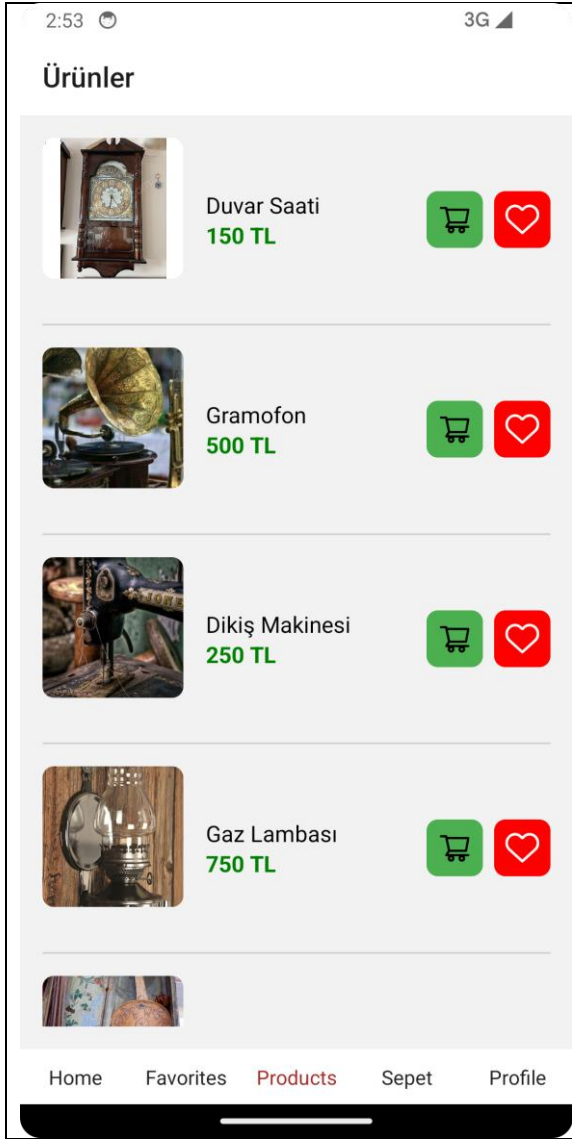 2:53 3G
Ürünler
Duvar Saati
150 TL
Gramofon
500 TL
Dikiş Makinesi
250 TL
Gaz Lambası
750 TL
Home Favorites Products Sepet Profile